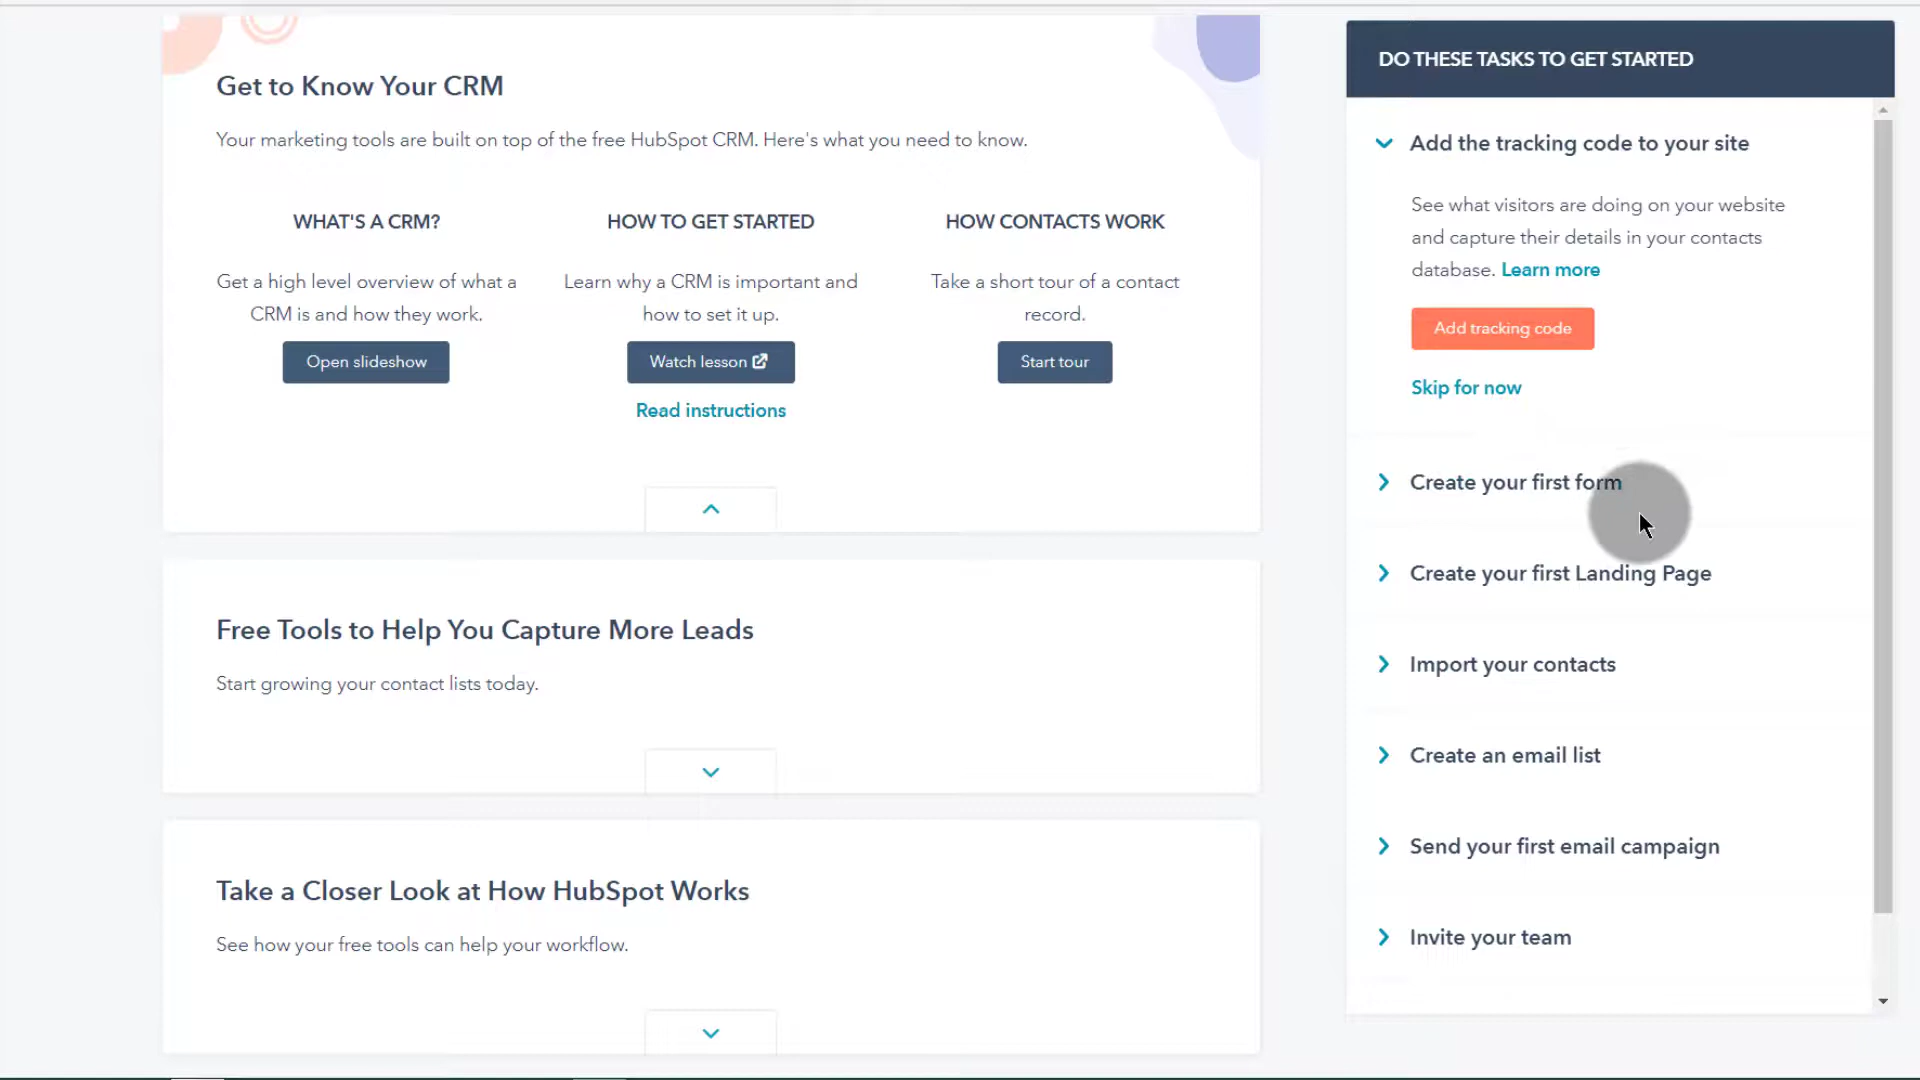 Get to Know Your CRM
Your marketing tools are built on top of the free HubSpot CRM. Here's what you need to know.
WHAT'S A CRM?
Get a high level overview of what a
CRM is and how they work.
Open slideshow
HOW TO GET STARTED
Learn why a CRM is important and
how to set it up.
Watch lesson
Read instructions
HOW CONTACTS WORK
Take a short tour of a contact
record.
Start tour
Free Tools to Help You Capture More Leads
Start growing your contact lists today.
Take a Closer Look at How HubSpot Works
See how your free tools can help your workflow.
DO THESE TASKS TO GET STARTED
Add the tracking code to your site
See what visitors are doing on your website
and capture their details in your contacts
database. Learn more
Add tracking code
Skip for now
Create your first form
Create your first Landing Page
Import your contacts
Create an email list
Send your first email campaign
Invite your team